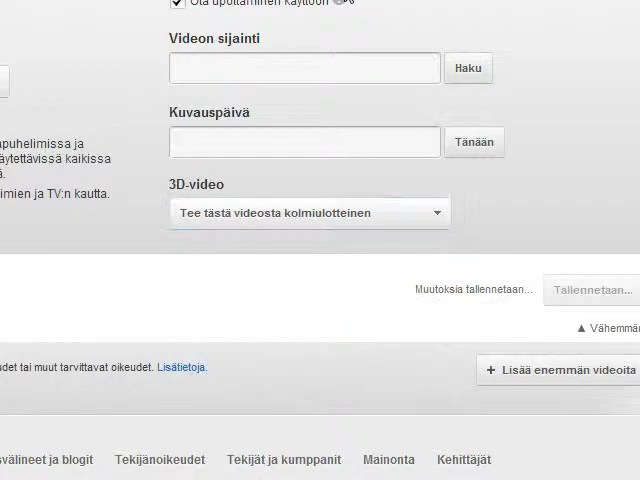 Ota upottaminen käyttöön
Videon sijainti
Haku
Kuvauspäivä
Tänään
puhelimissa ja
äytettävissä kaikissa
imien ja TV:n kautta.
3D-video
Tee tästä videosta kolmiulotteinen
Muutoksia tallennetaan... Tallennetaan...
▲ Vähemmän
udet tai muut tarvittavat oikeudet. Lisätietoja.
+ Lisää enemmän videoita
svälineet ja blogit Tekijänoikeudet Tekijät ja kumppanit Mainonta Kehittäjät